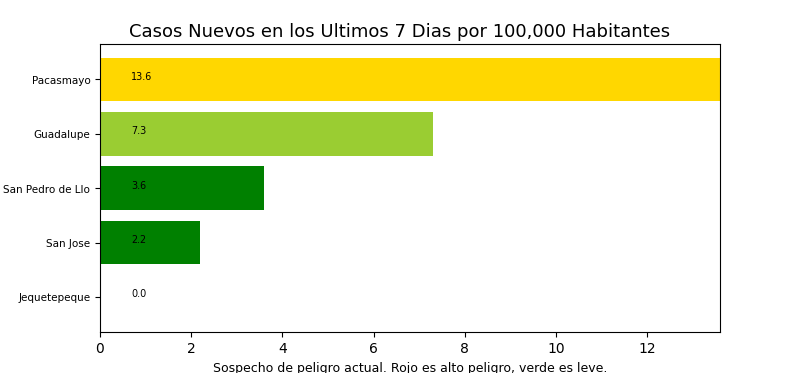 Casos Nuevos en los Ultimos 7 Dias por 100,000 Habitantes
Pacasmayo 13.6
Guadalupe 7.3
San Pedro de Llo 3.6
San Jose 2.2
Jequetepeque 0.0
0 2 4 6 8 10 12
Sospecho de peligro actual. Rojo es alto peligro, verde es leve.